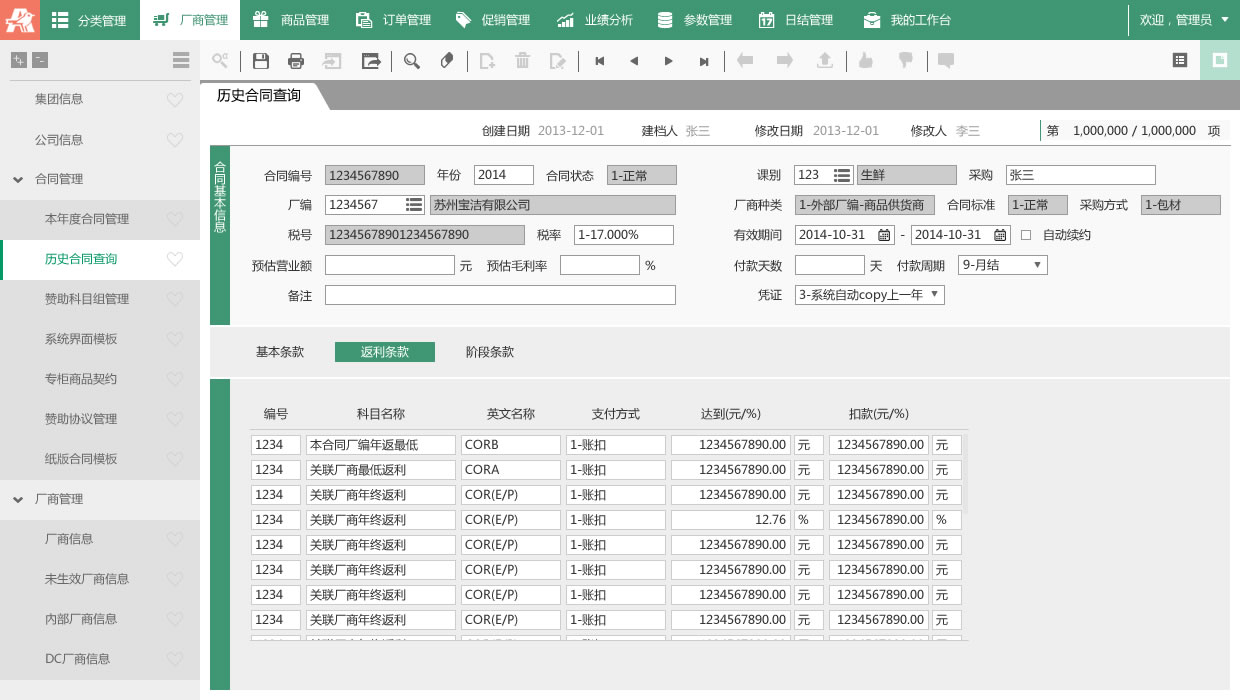 分类管理 厂商管理 商品管理 订单管理 促销管理 业绩分析 参数管理 日结管理 我的工作台 欢迎，管理员
集团信息
公司信息
合同管理
本年度合同管理
历史合同查询
赞助科目组管理
系统界面模板
专柜商品契约
赞助协议管理
纸版合同模板
厂商管理
厂商信息
未生效厂商信息
内部厂商信息
DC厂商信息
历史合同查询
创建日期 2013-12-01 建档人 张三 修改日期 2013-12-01 修改人 李三 第 1,000,000 / 1,000,000 项
合同基本信息
合同编号 1234567890 年份 2014 合同状态 1-正常 课别 123 生鲜 采购 张三
厂编 1234567 苏州宝洁有限公司 厂商种类 1-外部厂编-商品供货商 合同标准 1-正常 采购方式 1-包材
税号 12345678901234567890 税率 1-17.000% 有效期间 2014-10-31 - 2014-10-31 自动续约
预估营业额 元 预估毛利率 % 付款天数 天 付款周期 9-月结
备注 凭证 3-系统自动copy上一年
基本条款 返利条款 阶段条款
编号 科目名称 英文名称 支付方式 达到(元/%) 扣款(元/%)
1234 本合同厂编年返最低 CORB 1-账扣 1234567890.00 元 1234567890.00 元
1234 关联厂商最低返利 CORA 1-账扣 1234567890.00 元 1234567890.00 元
1234 关联厂商年终返利 COR(E/P) 1-账扣 1234567890.00 元 1234567890.00 元
1234 关联厂商年终返利 COR(E/P) 1-账扣 12.76 % 1234567890.00 %
1234 关联厂商年终返利 COR(E/P) 1-账扣 1234567890.00 元 1234567890.00 元
1234 关联厂商年终返利 COR(E/P) 1-账扣 1234567890.00 元 1234567890.00 元
1234 关联厂商年终返利 COR(E/P) 1-账扣 1234567890.00 元 1234567890.00 元
1234 关联厂商年终返利 COR(E/P) 1-账扣 1234567890.00 元 1234567890.00 元